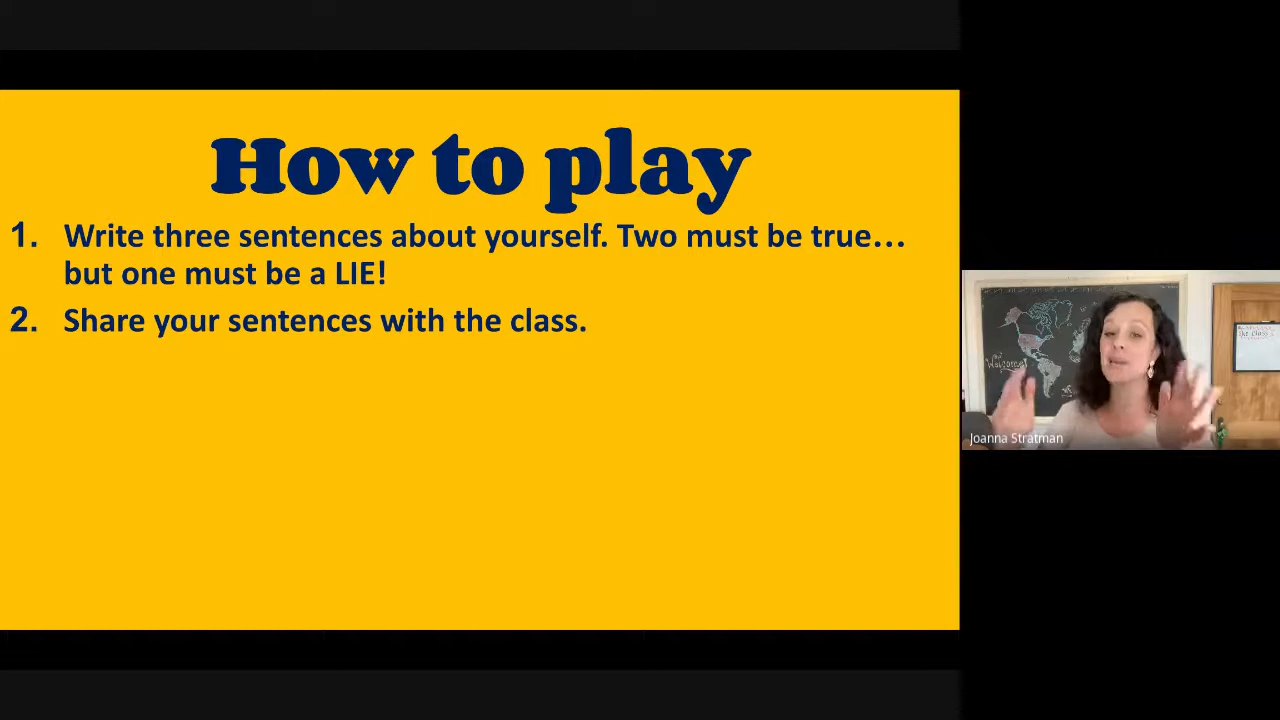 How to play
1. Write three sentences about yourself. Two must be true...
but one must be a LIE!
2. Share your sentences with the class.
Welcome!
Joanna Stratman